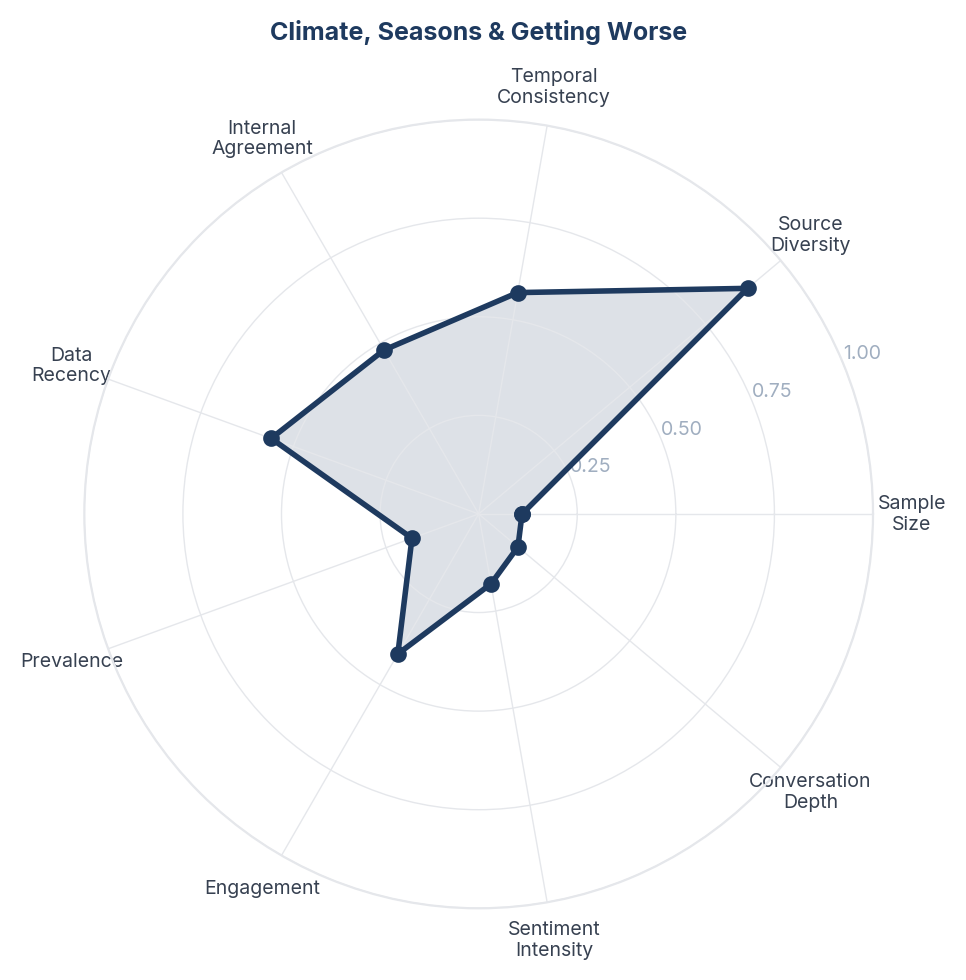 Climate, Seasons & Getting Worse
Temporal
Consistency
Internal
Agreement
Source
Diversity
Data
Recency
1.00
0.75
0.50
0.25
Sample
Size
Prevalence
Conversation
Depth
Engagement
Sentiment
Intensity